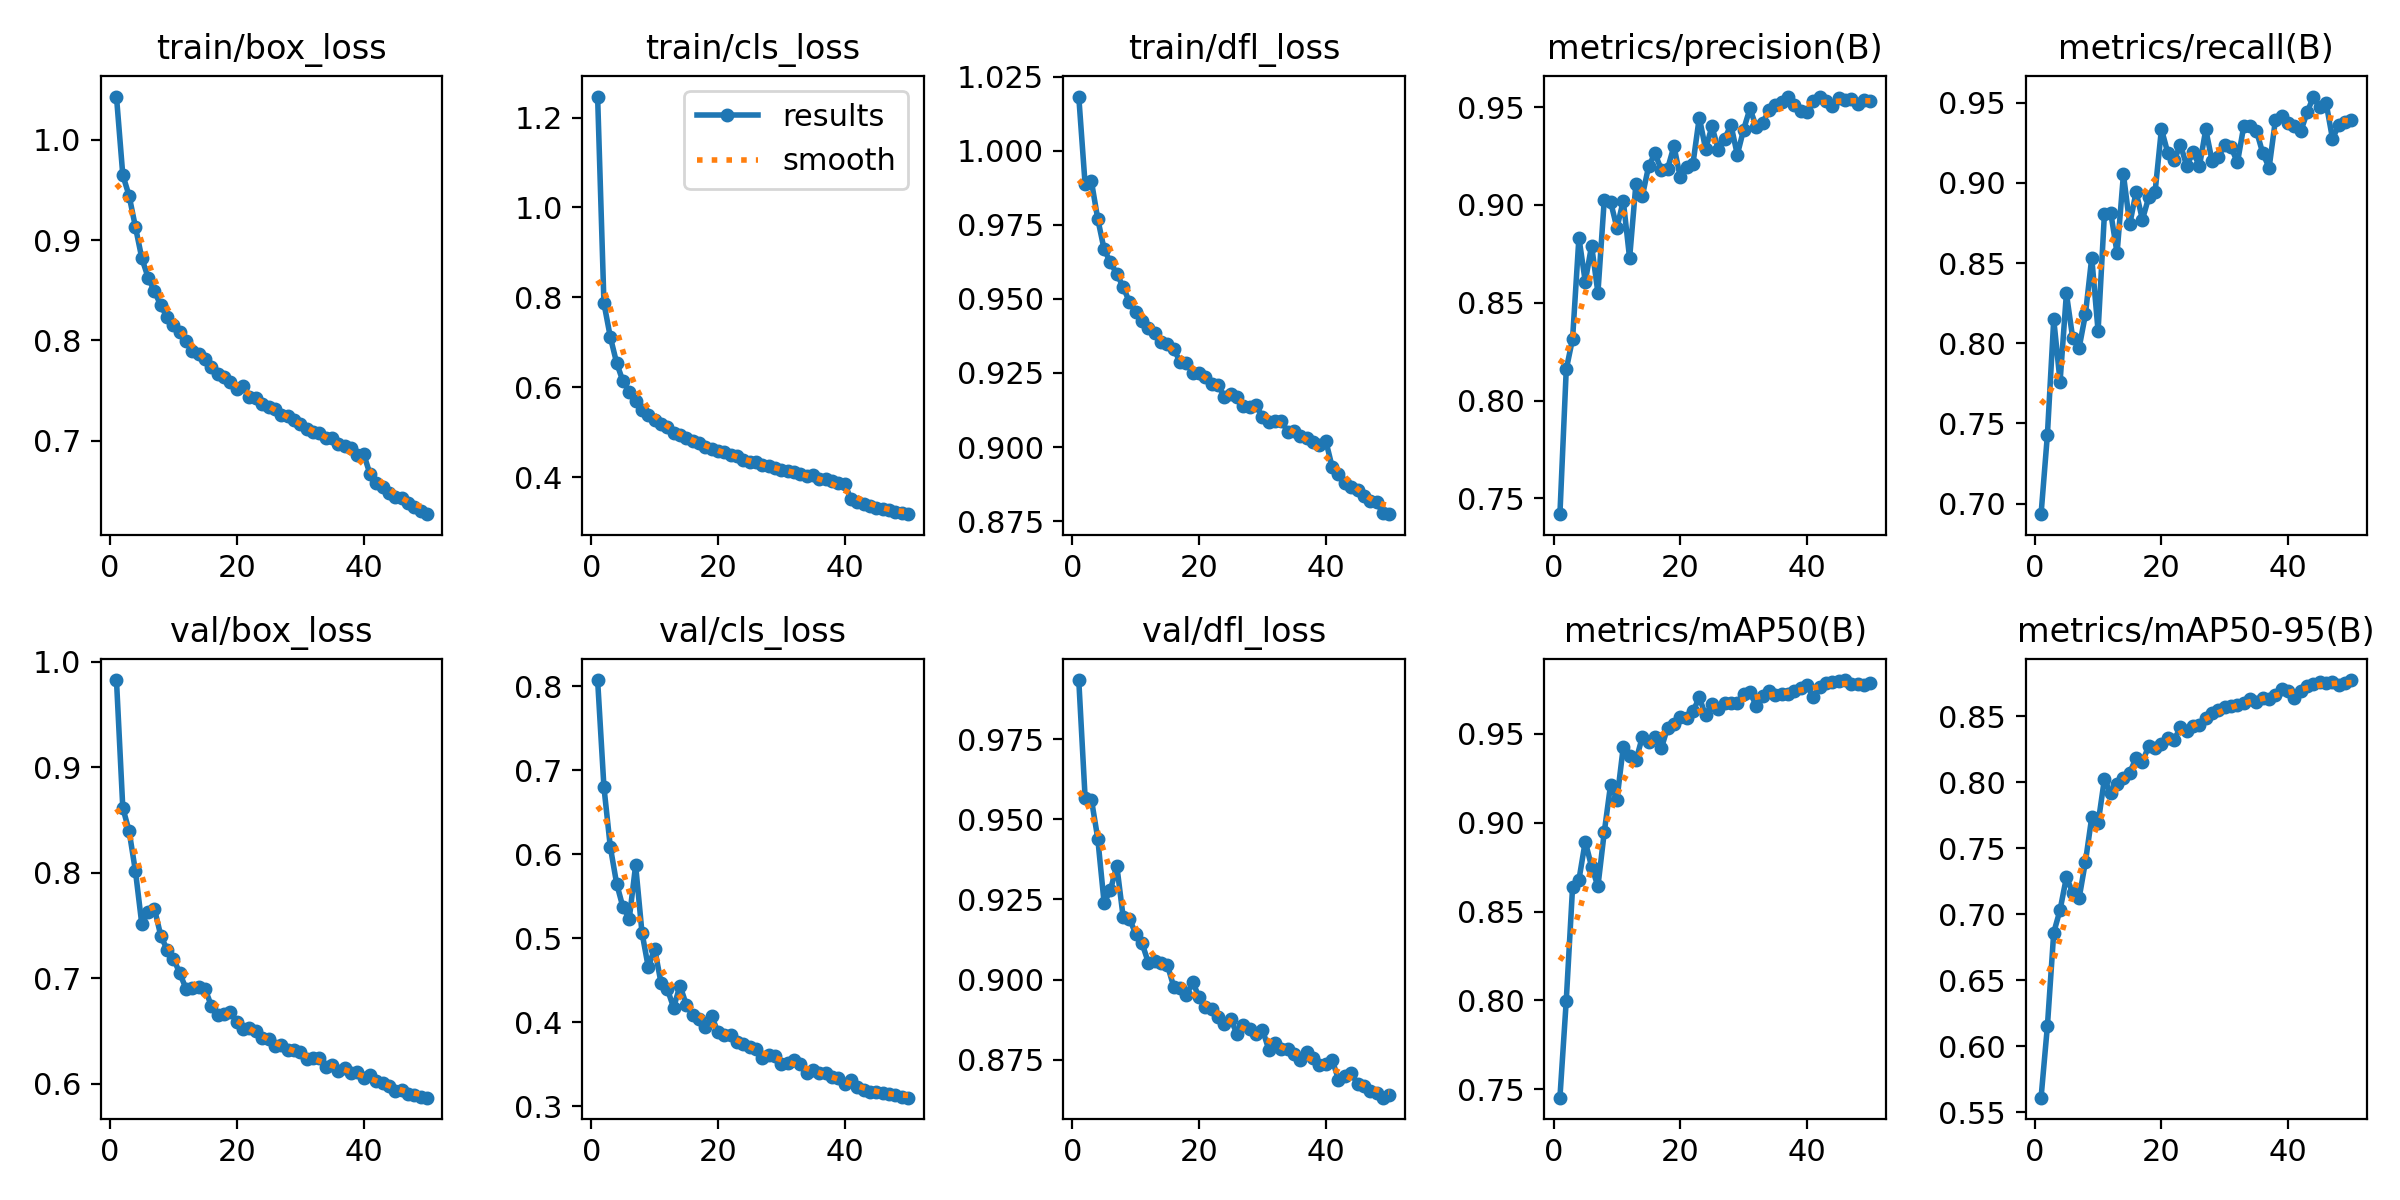 train/box_loss
1.0
0.9
0.8
0.7
0 20 40
train/cls_loss
results
smooth
1.2
1.0
0.8
0.6
0.4
0 20 40
train/dfl_loss
1.025
1.000
0.975
0.950
0.925
0.900
0.875
0 20 40
metrics/precision(B)
0.95
0.90
0.85
0.80
0.75
0 20 40
metrics/recall(B)
0.95
0.90
0.85
0.80
0.75
0.70
0 20 40
val/box_loss
1.0
0.9
0.8
0.7
0.6
0 20 40
val/cls_loss
0.8
0.7
0.6
0.5
0.4
0.3
0 20 40
val/dfl_loss
0.975
0.950
0.925
0.900
0.875
0 20 40
metrics/mAP50(B)
0.95
0.90
0.85
0.80
0.75
0 20 40
metrics/mAP50-95(B)
0.85
0.80
0.75
0.70
0.65
0.60
0.55
0 20 40